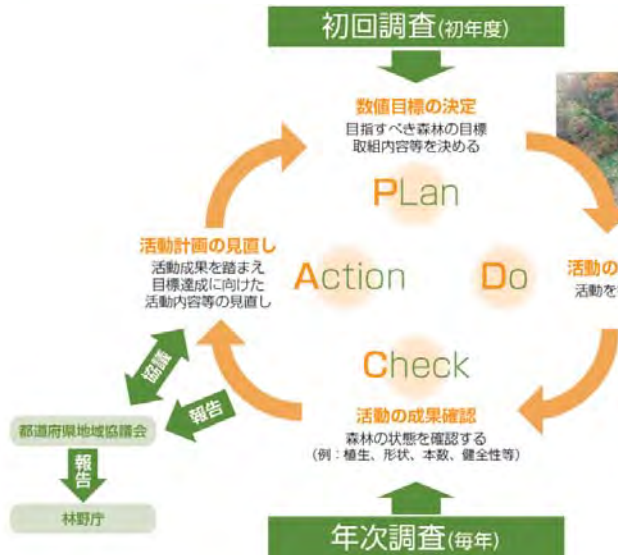 初回調査(初年度)
数値目標の決定
目指すべき森林の目標
取組内容等を決める
PLan
活動計画の見直し
活動成果を踏まえ
目標達成に向けた
活動内容等の見直し
Action
Do
活動の
活動を
Check
協議
報告
活動の成果確認
森林の状態を確認する
(例:植生、形状、本数、健全性等)
都道府県地域協議会
報告
林野庁
年次調査(毎年)